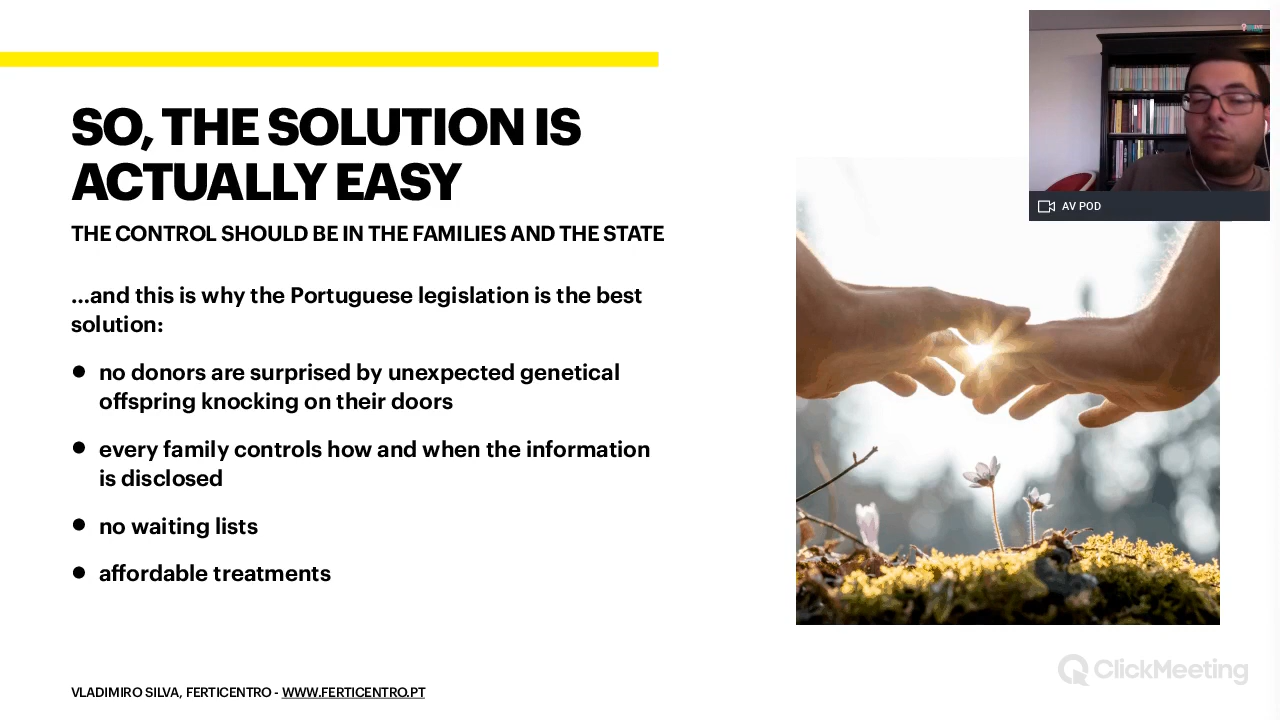 SO, THE SOLUTION IS
ACTUALLY EASY
THE CONTROL SHOULD BE IN THE FAMILIES AND THE STATE
...and this is why the Portuguese legislation is the best
solution:
• no donors are surprised by unexpected genetical
offspring knocking on their doors
• every family controls how and when the information
is disclosed
• no waiting lists
• affordable treatments
VLADIMIRO SILVA, FERTICENTRO - WWW.FERTICENTRO.PT
AV POD
ClickMeeting